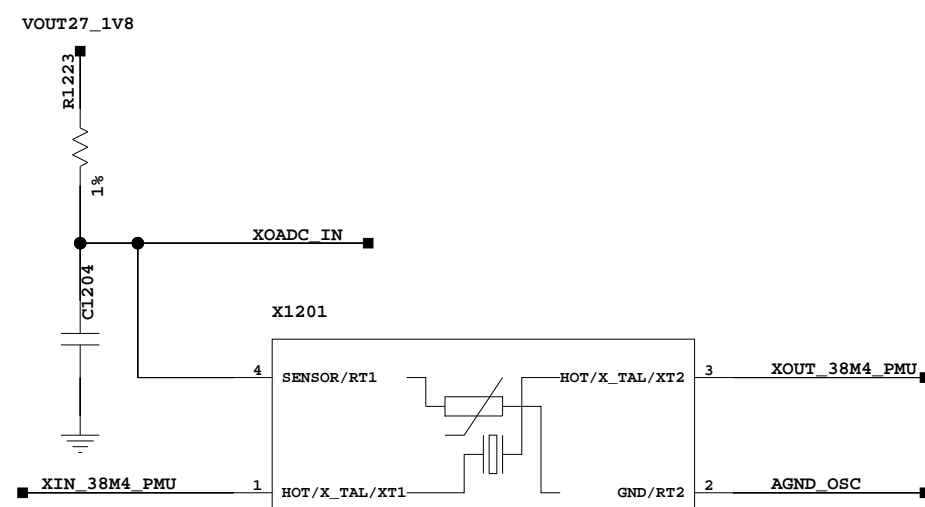 VOUT27_1V8
R1223
1%
XOADC_IN
C1204
X1201
4 SENSOR/RT1 HOT/X_TAL/XT2 3 XOUT_38M4_PMU
XIN_38M4_PMU 1 HOT/X_TAL/XT1 GND/RT2 2 AGND_OSC